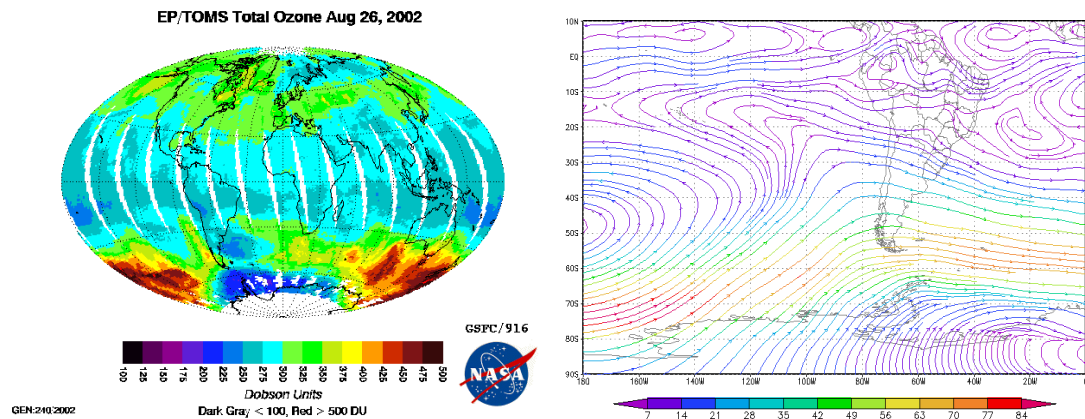 EP/TOMS Total Ozone Aug 26, 2002
GSFC/916
NASA
100 125 150 175 200 225 250 275 300 325 350 375 400 425 450 475 500
Dobson Units
Dark Gray < 100, Red > 500 DU
GEN:240/2002
10N
EQ
10S
20S
30S
40S
50S
60S
70S
80S
90S
180 160W 140W 120W 100W 80W 60W 40W 20W 0
7 14 21 28 35 42 49 56 63 70 77 84